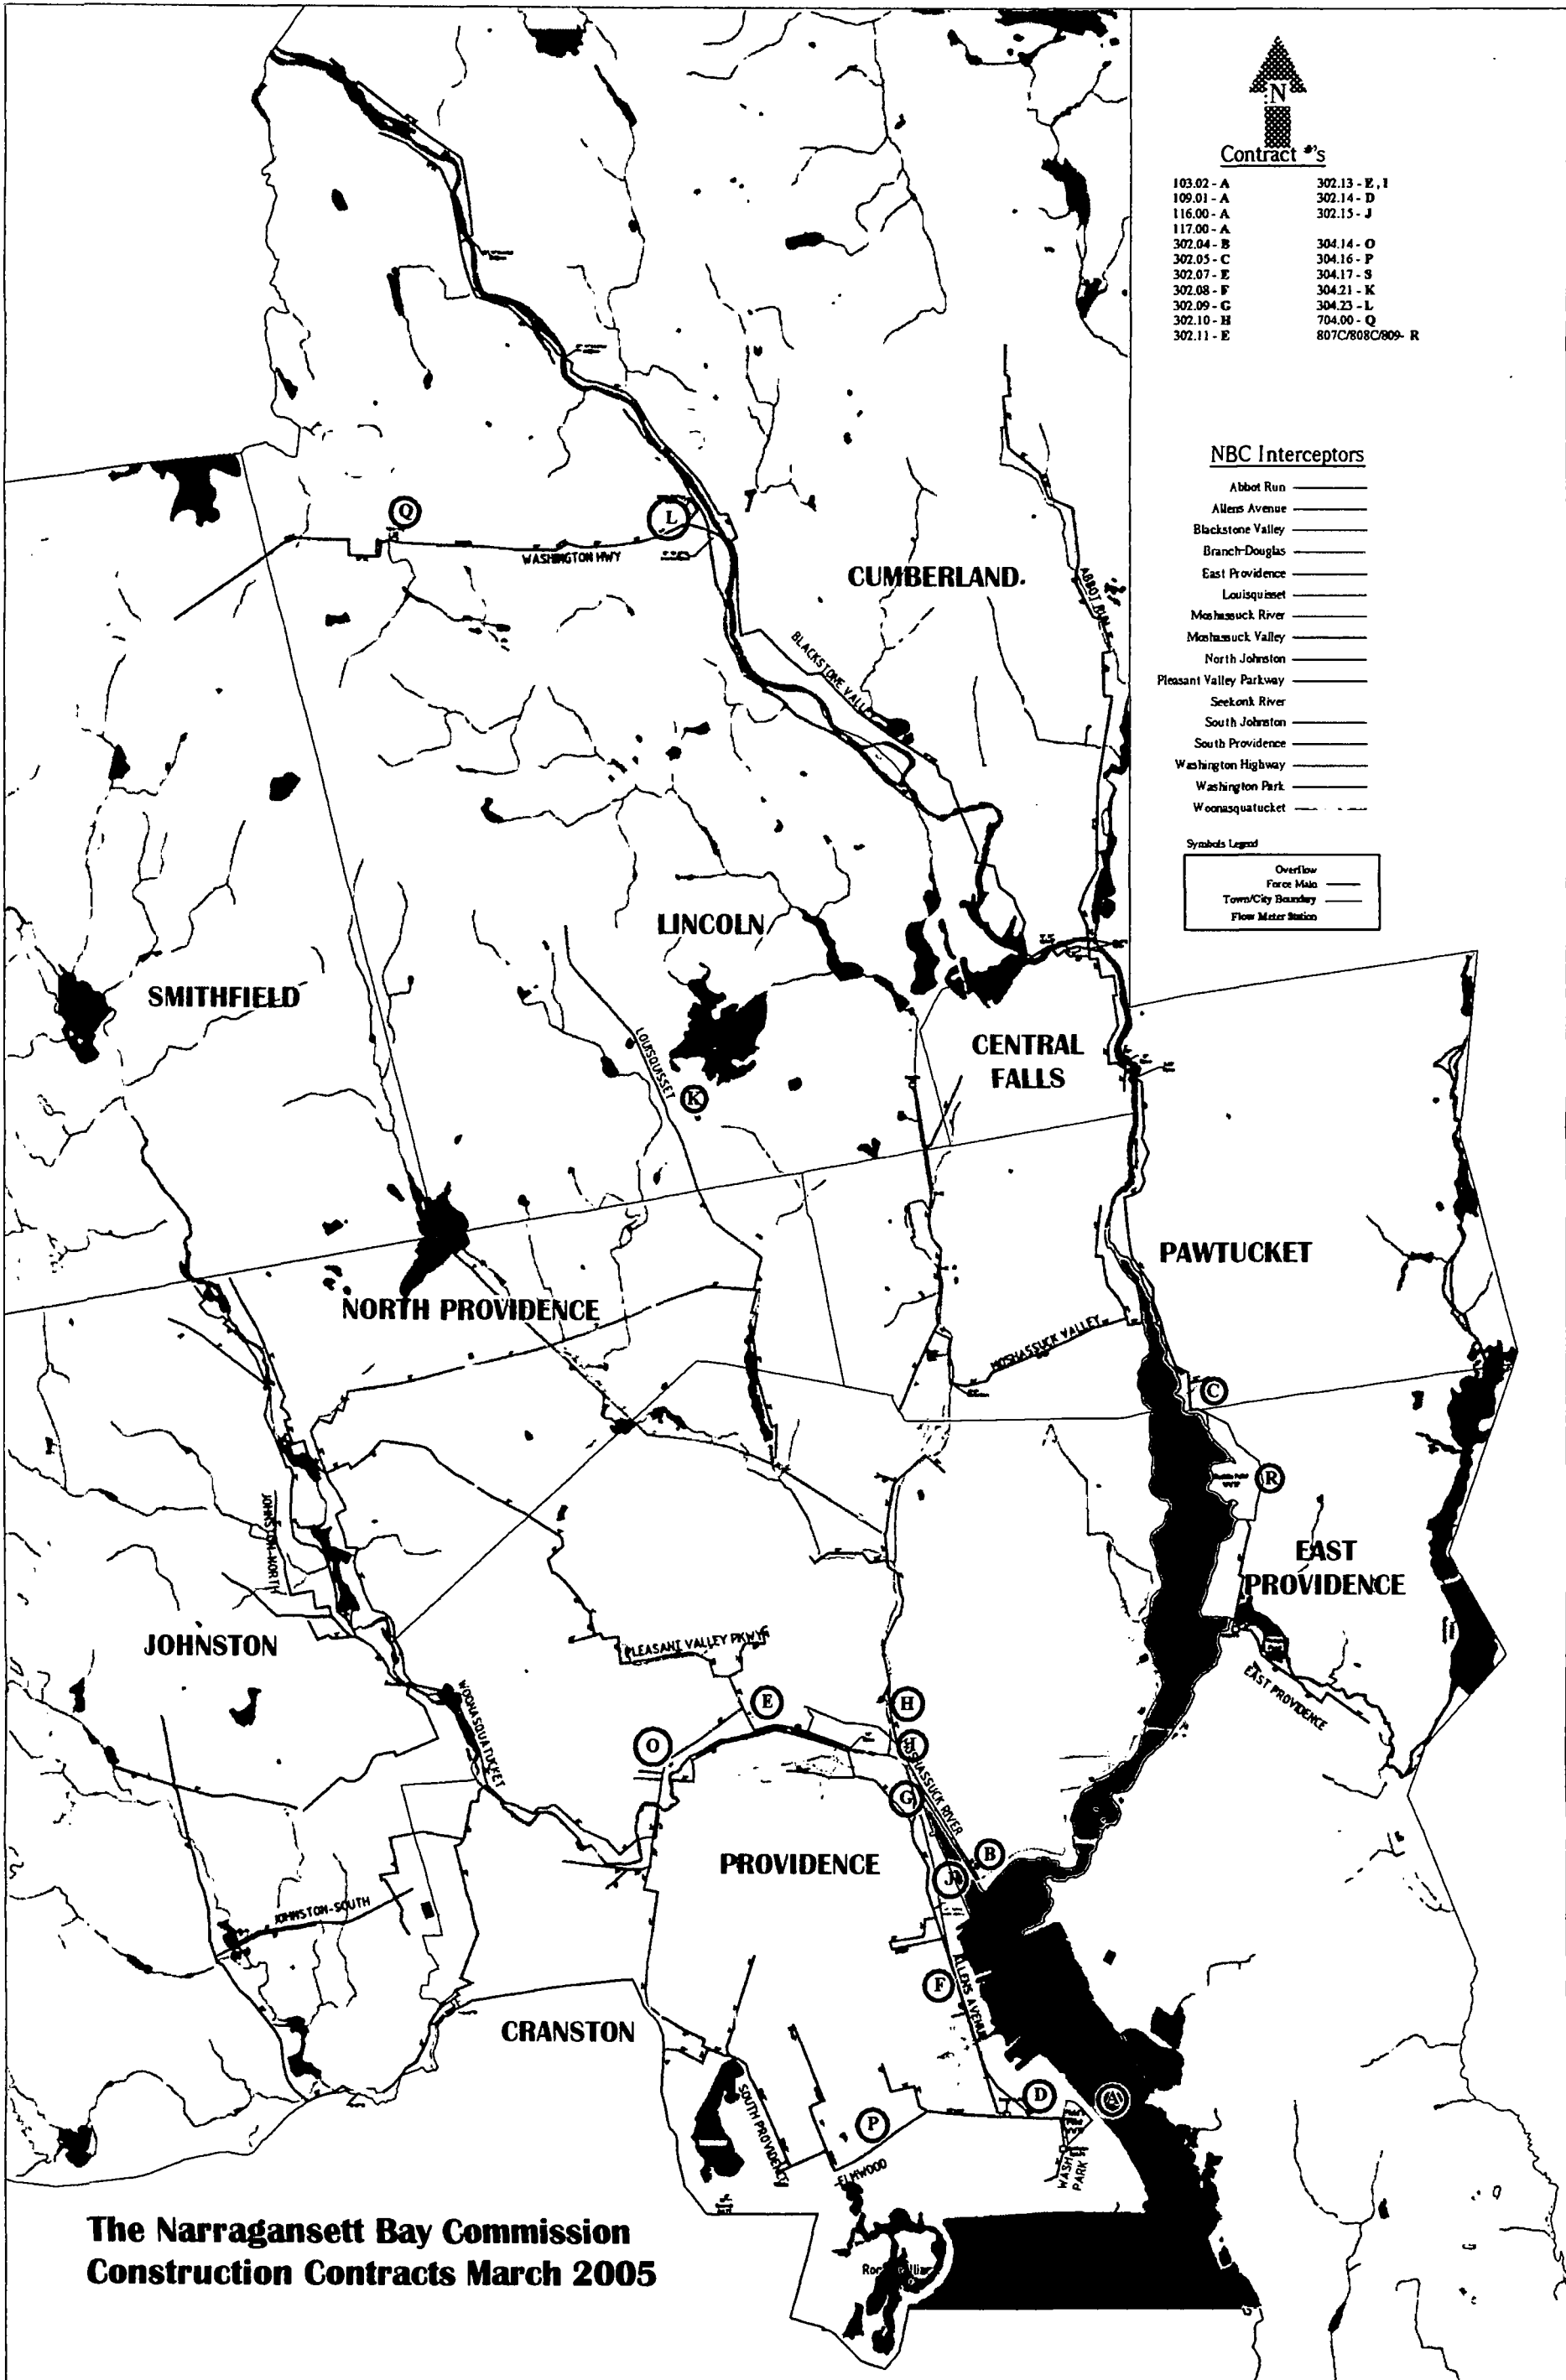 N
Contract #'s
103.02 - A
109.01 - A
116.00 - A
117.00 - A
302.04 - B
302.05 - C
302.07 - E
302.08 - F
302.09 - G
302.10 - H
302.11 - E
302.13 - E, I
302.14 - D
302.15 - J
304.14 - O
304.16 - P
304.17 - S
304.21 - K
304.23 - L
704.00 - Q
807C/808C/809- R
NBC Interceptors
Abbot Run
Allens Avenue
Blackstone Valley
Branch-Douglas
East Providence
Louisquisset
Moshassuck River
Moshassuck Valley
North Johnston
Pleasant Valley Parkway
Seekonk River
South Johnston
South Providence
Washington Highway
Washington Park
Woonasquatucket
Symbols Legend
Overflow
Force Main
Town/City Boundary
Flow Meter Station
Q
L
WASHINGTON HWY
CUMBERLAND
ABBOT RUN
BLACKSTONE VALLEY
LINCOLN
SMITHFIELD
LOUISQUISSET
K
CENTRAL
FALLS
PAWTUCKET
NORTH PROVIDENCE
MOSHASSUCK VALLEY
C
R
JOHNSTON-NORTH
EAST
PROVIDENCE
JOHNSTON
PLEASANT VALLEY PKWY
EAST PROVIDENCE
WOONASQUATUCKET
E
H
O
I
G
MOSHASSUCK RIVER
PROVIDENCE
B
J
JOHNSTON-SOUTH
F
ALLENS AVENUE
CRANSTON
D
A
SOUTH PROVIDENCE
P
ELMWOOD
WASH
PARK
The Narragansett Bay Commission
Construction Contracts March 2005